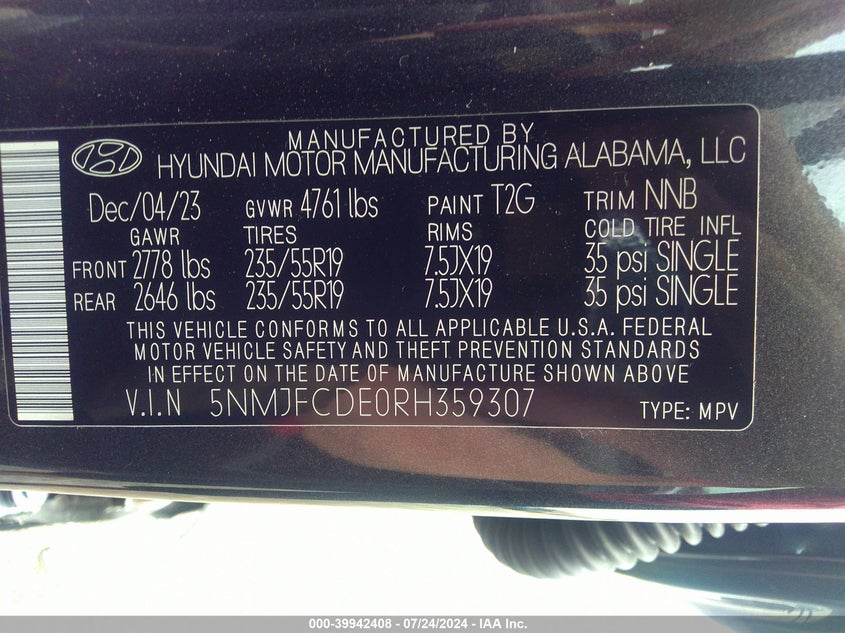 MANUFACTURED BY
HYUNDAI MOTOR MANUFACTURING ALABAMA, LLC
Dec/04/23 GVWR 4761 lbs PAINT T2G TRIM NNB
GAWR TIRES RIMS COLD TIRE INFL
FRONT 2778 lbs 235/55R19 7.5JX19 35 psi SINGLE
REAR 2646 lbs 235/55R19 7.5JX19 35 psi SINGLE
THIS VEHICLE CONFORMS TO ALL APPLICABLE U.S.A. FEDERAL
MOTOR VEHICLE SAFETY AND THEFT PREVENTION STANDARDS
IN EFFECT ON THE DATE OF MANUFACTURE SHOWN ABOVE
V.I.N 5NMJFCDE0RH359307 TYPE: MPV
000-39942408 - 07/24/2024 - IAA Inc.